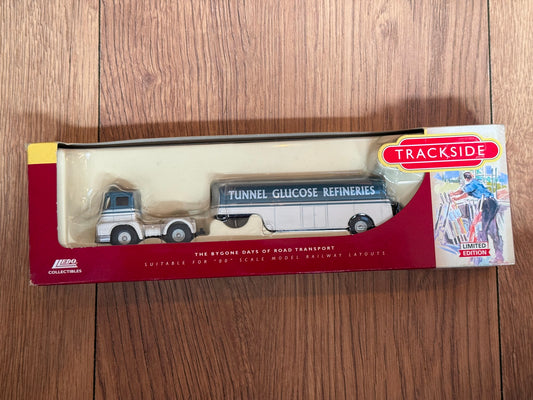 TRACKSIDE
TUNNEL GLUCOSE REFINERIES
LIMITED
EDITION
THE BYGONE DAYS OF ROAD TRANSPORT
SUITABLE FOR "00" SCALE MODEL RAILWAY LAYOUTS
LLEDO
COLLECTIBLES